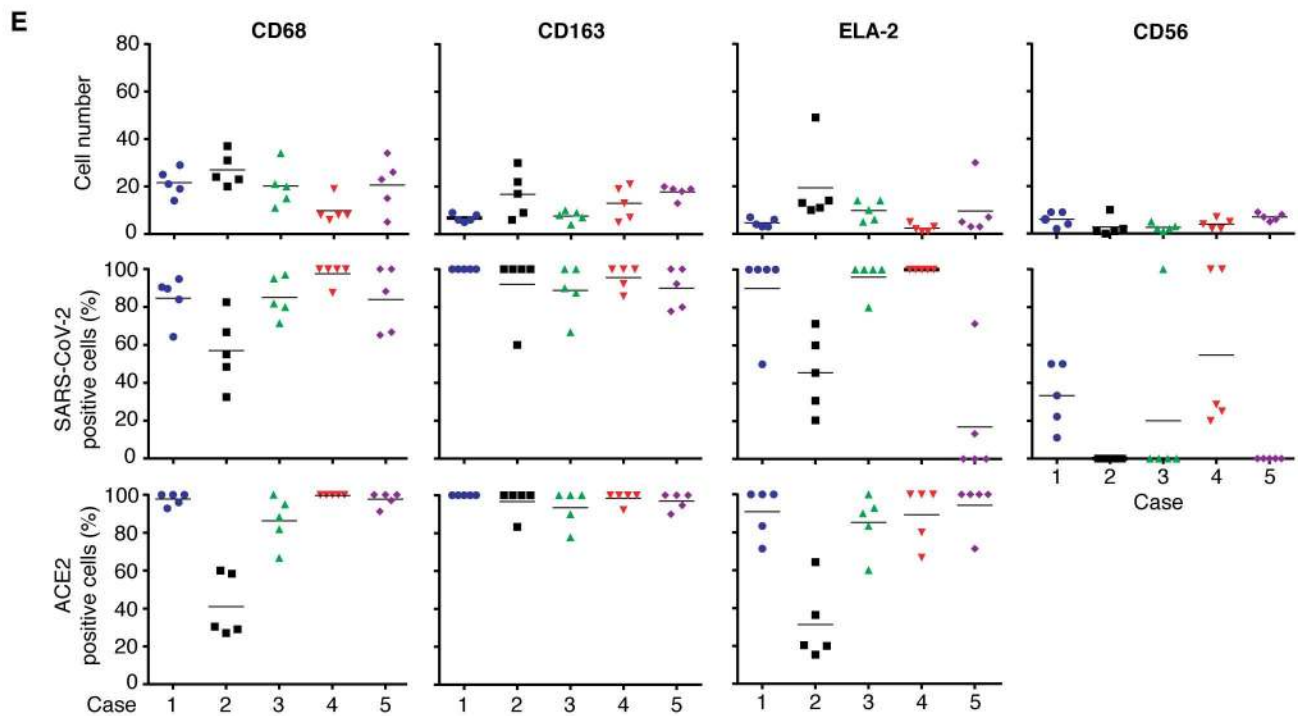 E
CD68 CD163 ELA-2 CD56
Cell number
80
60
40
20
0
SARS-CoV-2
positive cells (%)
100
80
60
40
20
0
1 2 3 4 5
Case
ACE2
positive cells (%)
100
80
60
40
20
0
Case 1 2 3 4 5 1 2 3 4 5 1 2 3 4 5